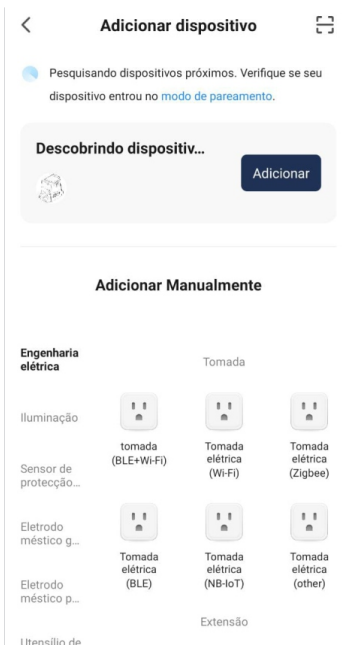 Adicionar dispositivo
Pesquisando dispositivos próximos. Verifique se seu
dispositivo entrou no modo de pareamento.
Descobrindo dispositiv...
Adicionar
Adicionar Manualmente
Engenharia
elétrica
Iluminação
Sensor de
protecção...
Eletrodo
méstico g...
Eletrodo
méstico p...
Utensílio de
Tomada
tomada
(BLE+Wi-Fi)
Tomada
elétrica
(Wi-Fi)
Tomada
elétrica
(Zigbee)
Tomada
elétrica
(BLE)
Tomada
elétrica
(NB-IoT)
Tomada
elétrica
(other)
Extensão